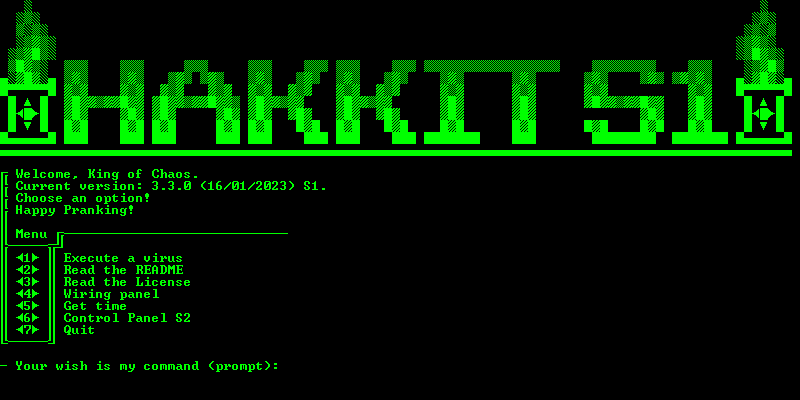 HAKKIT S1
Welcome, King of Chaos.
Current version: 3.3.0 (16/01/2023) S1.
Choose an option!
Happy Pranking!
Menu
◄1► Execute a virus
◄2► Read the README
◄3► Read the License
◄4► Wiring panel
◄5► Get time
◄6► Control Panel S2
◄7► Quit
- Your wish is my command (prompt):